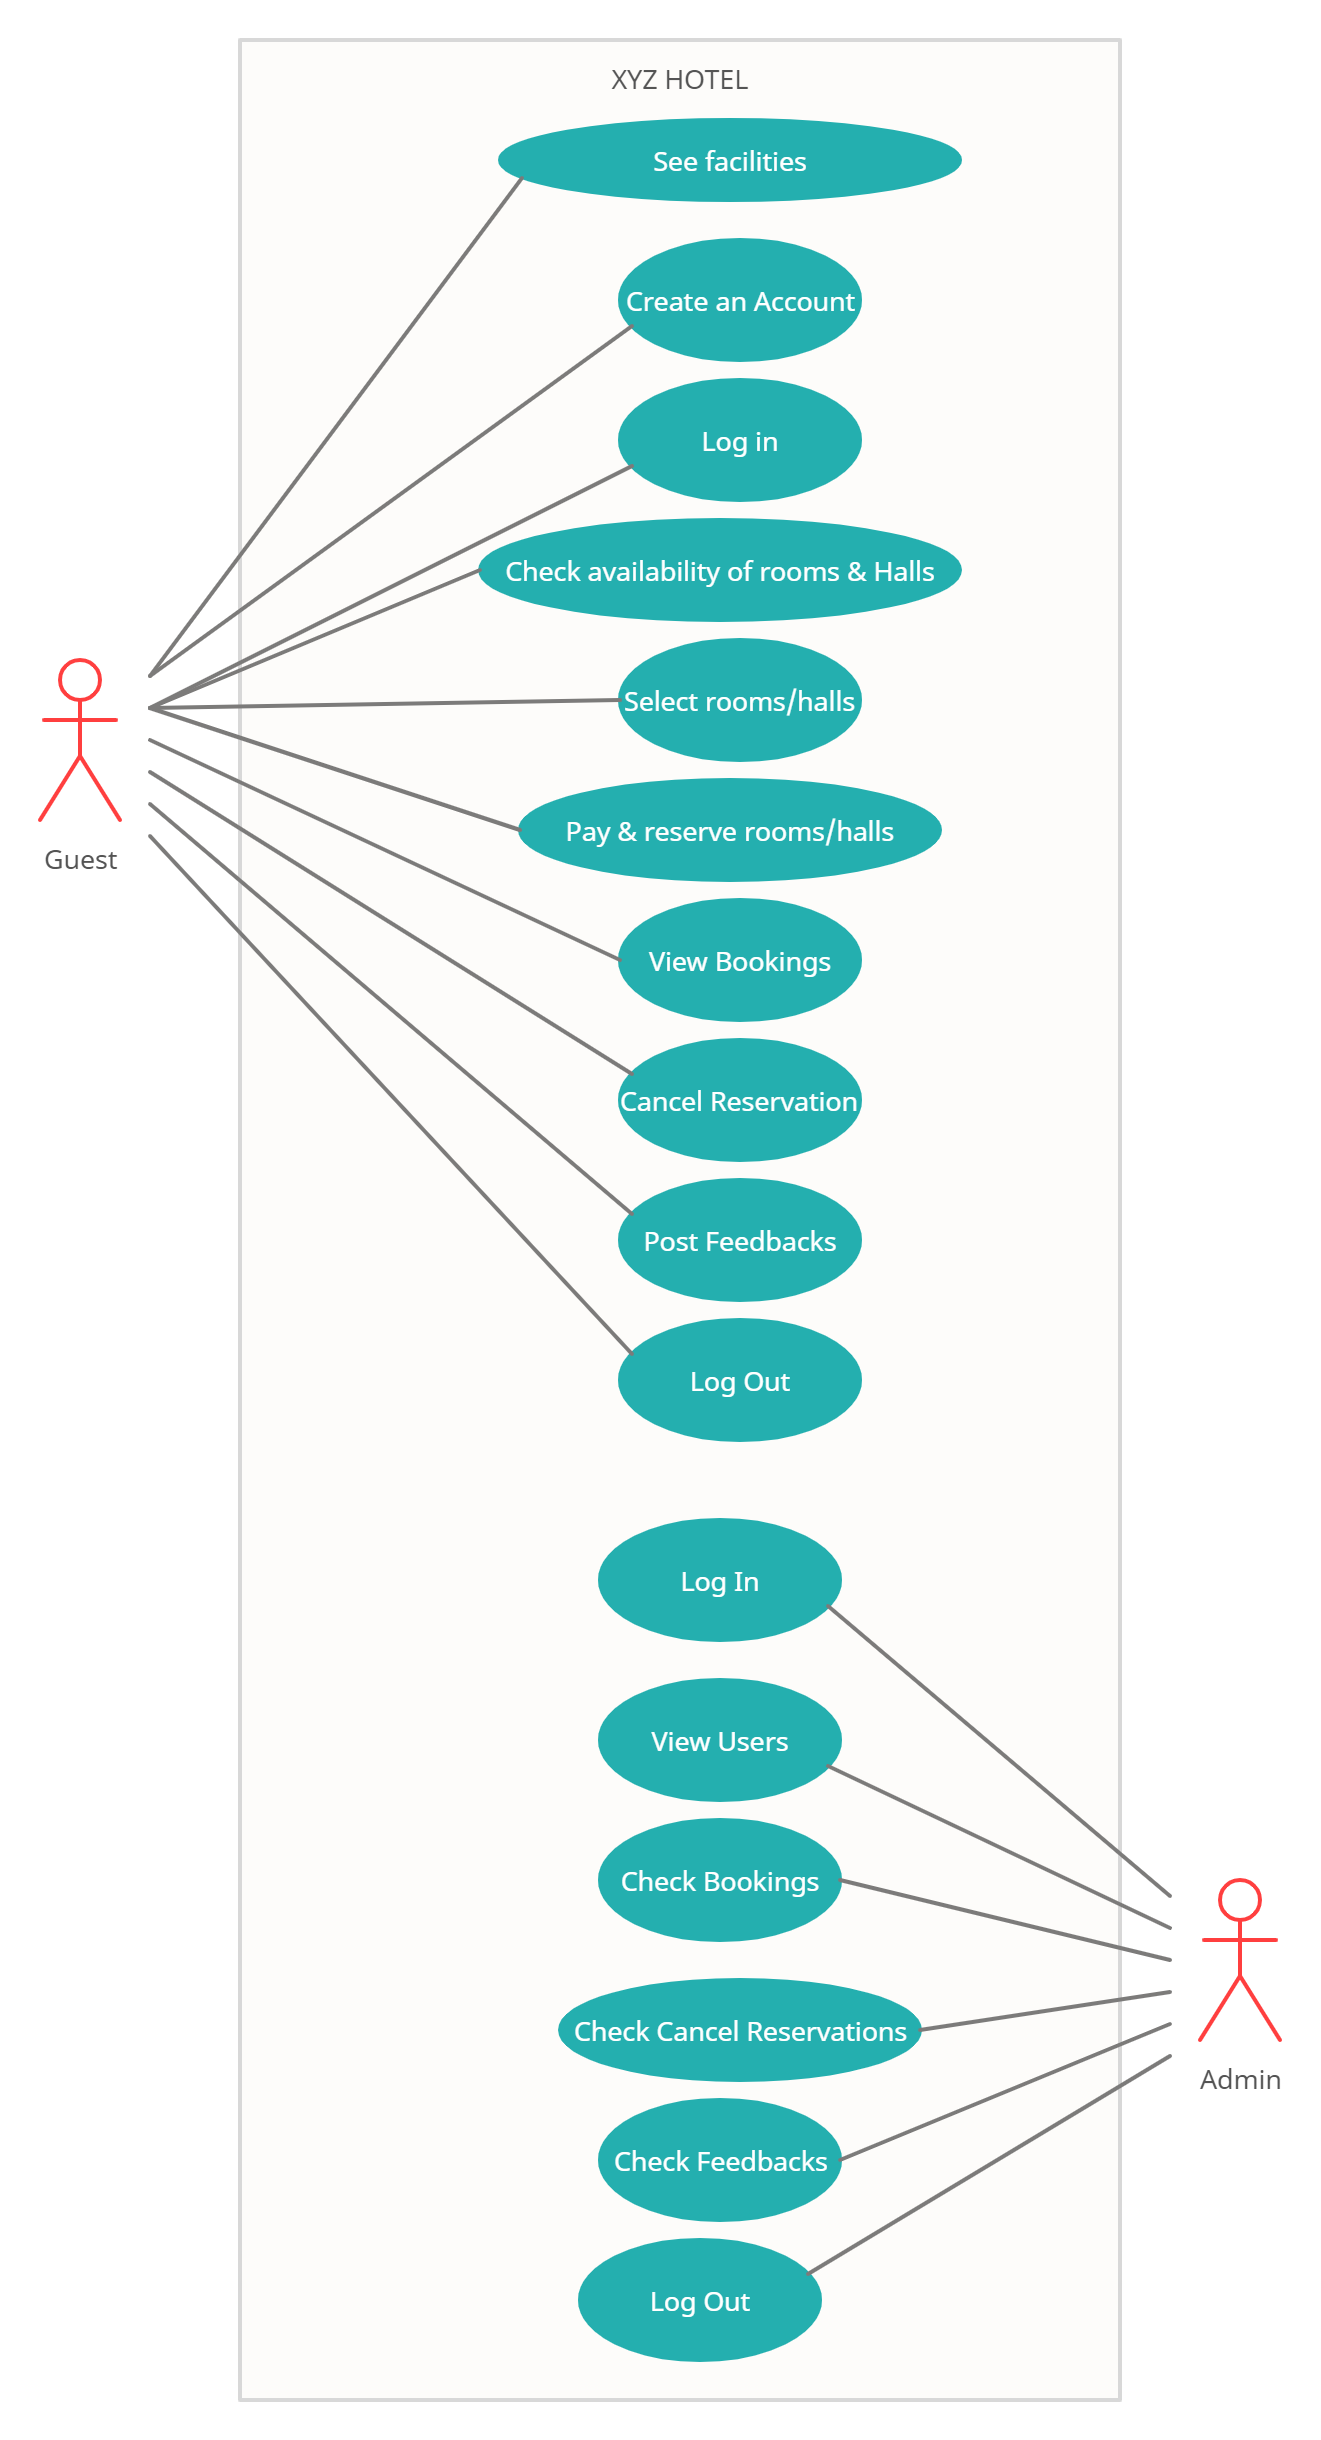 XYZ HOTEL
See facilities
Create an Account
Log in
Check availability of rooms & Halls
Select rooms/halls
Pay & reserve rooms/halls
Guest
View Bookings
Cancel Reservation
Post Feedbacks
Log Out
Log In
View Users
Check Bookings
Check Cancel Reservations
Admin
Check Feedbacks
Log Out